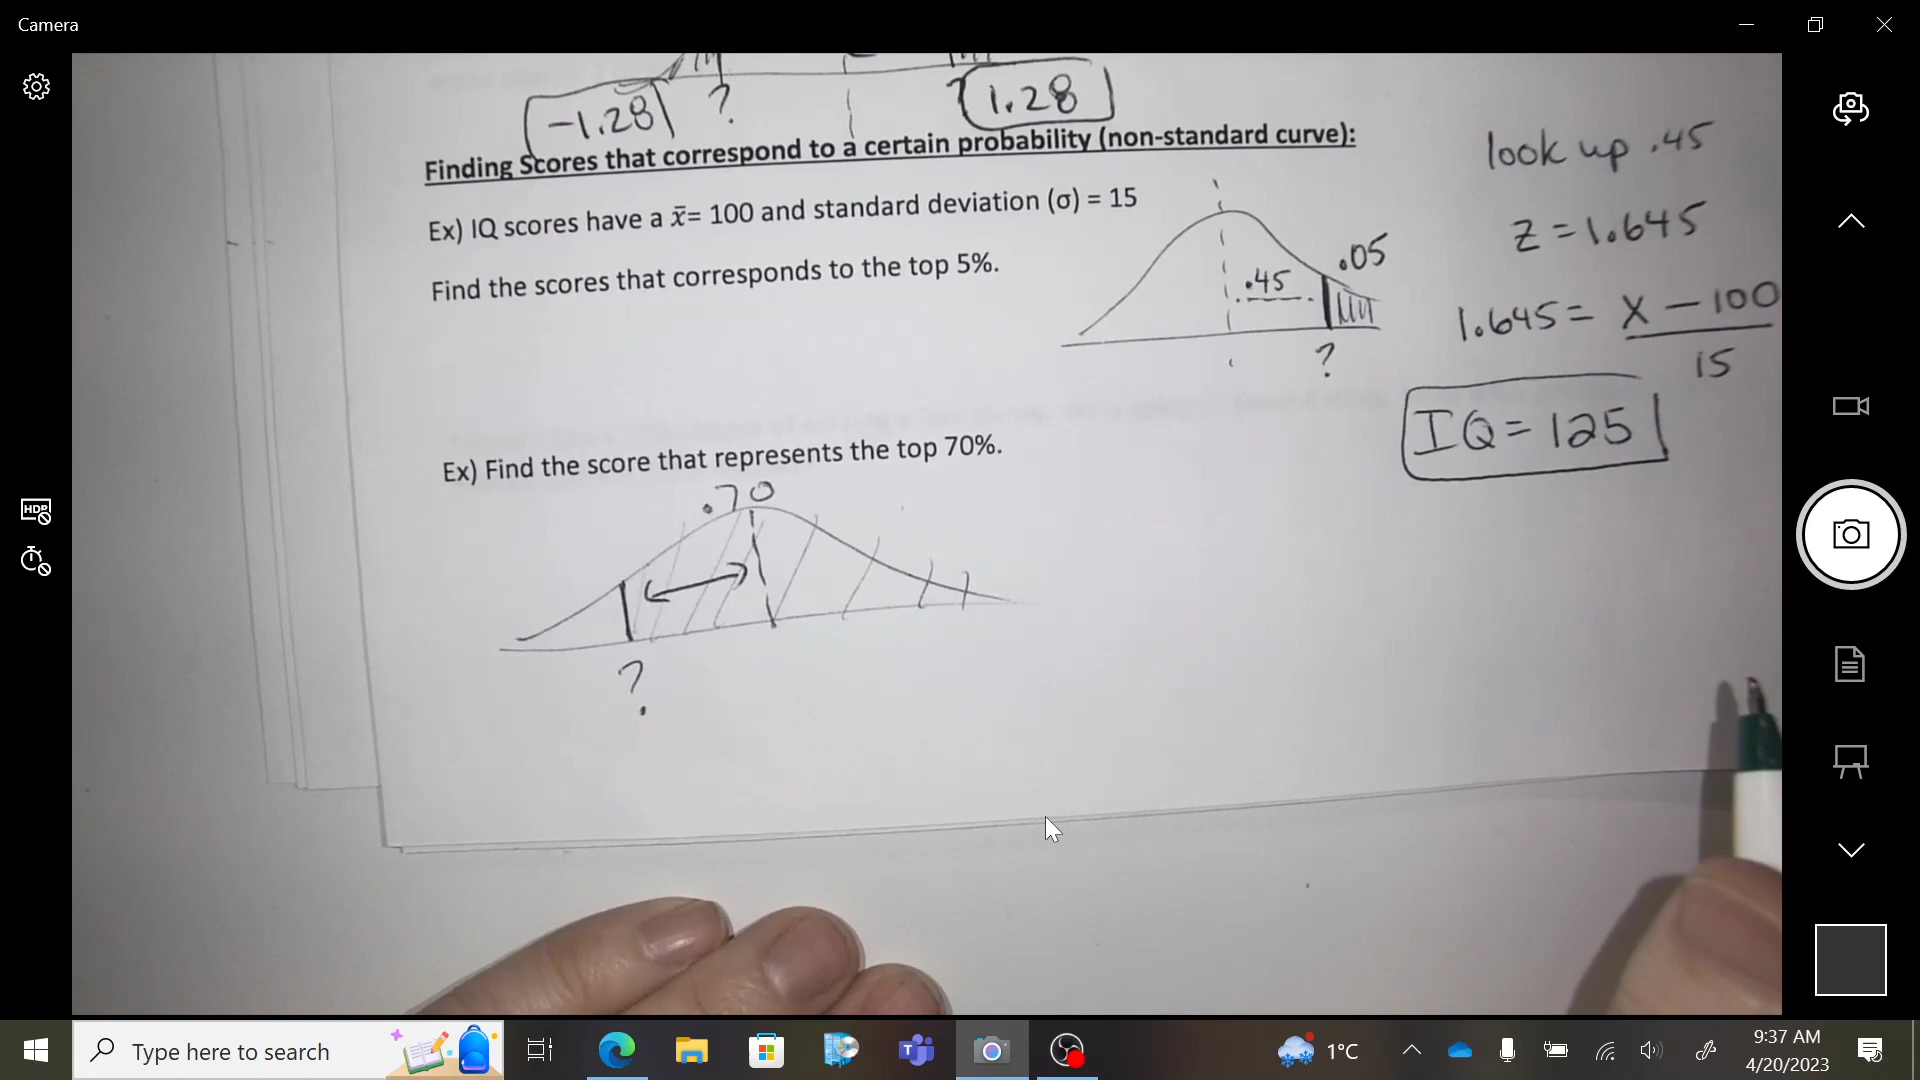 Camera
-1.28 ? ? 1.28
Finding Scores that correspond to a certain probability (non-standard curve):
look up .45
Ex) IQ scores have a x̄= 100 and standard deviation (σ) = 15
z = 1.645
Find the scores that corresponds to the top 5%.
.45 .05
?
1.645 = x - 100
15
IQ = 125
Ex) Find the score that represents the top 70%.
.70
?
HDR
Type here to search
1°C
9:37 AM
4/20/2023